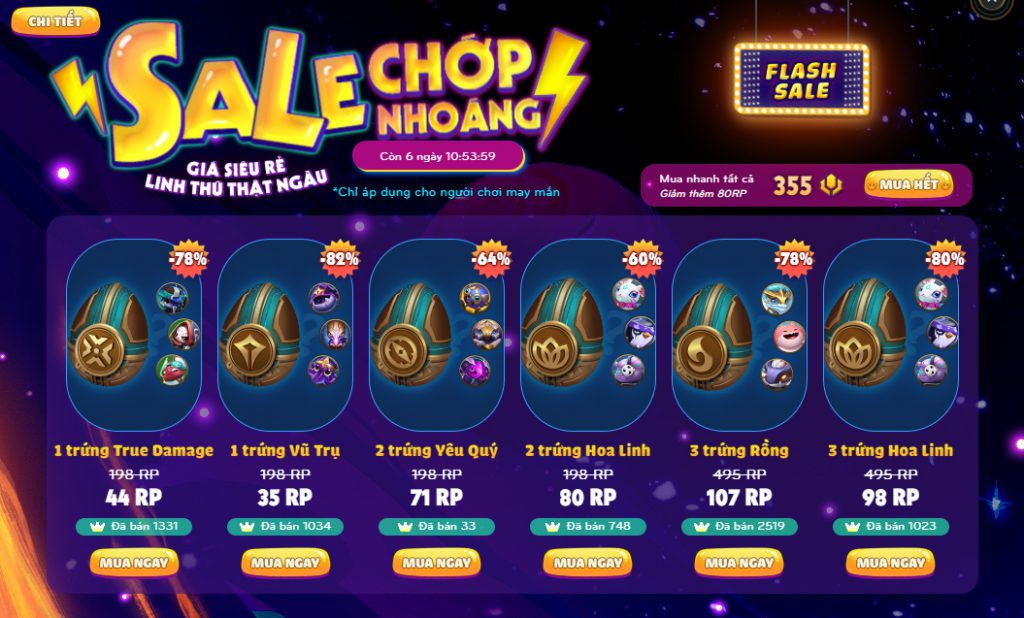 CHI TIẾT
SALE CHỚP NHOÁNG
GIÁ SIÊU RẺ
LINH THÚ THẬT NGẦU
Còn 6 ngày 10:53:59
*Chỉ áp dụng cho người chơi may mắn
FLASH
SALE
Mua nhanh tất cả
Giảm thêm 80RP
355
MUA HẾT
-78%
-82%
-64%
-60%
-78%
-80%
1 trứng True Damage
198 RP
44 RP
Đã bán 1331
MUA NGAY
1 trứng Vũ Trụ
198 RP
35 RP
Đã bán 1034
MUA NGAY
2 trứng Yêu Quý
198 RP
71 RP
Đã bán 33
MUA NGAY
2 trứng Hoa Linh
198 RP
80 RP
Đã bán 748
MUA NGAY
3 trứng Rồng
495 RP
107 RP
Đã bán 2519
MUA NGAY
3 trứng Hoa Linh
495 RP
98 RP
Đã bán 1023
MUA NGAY